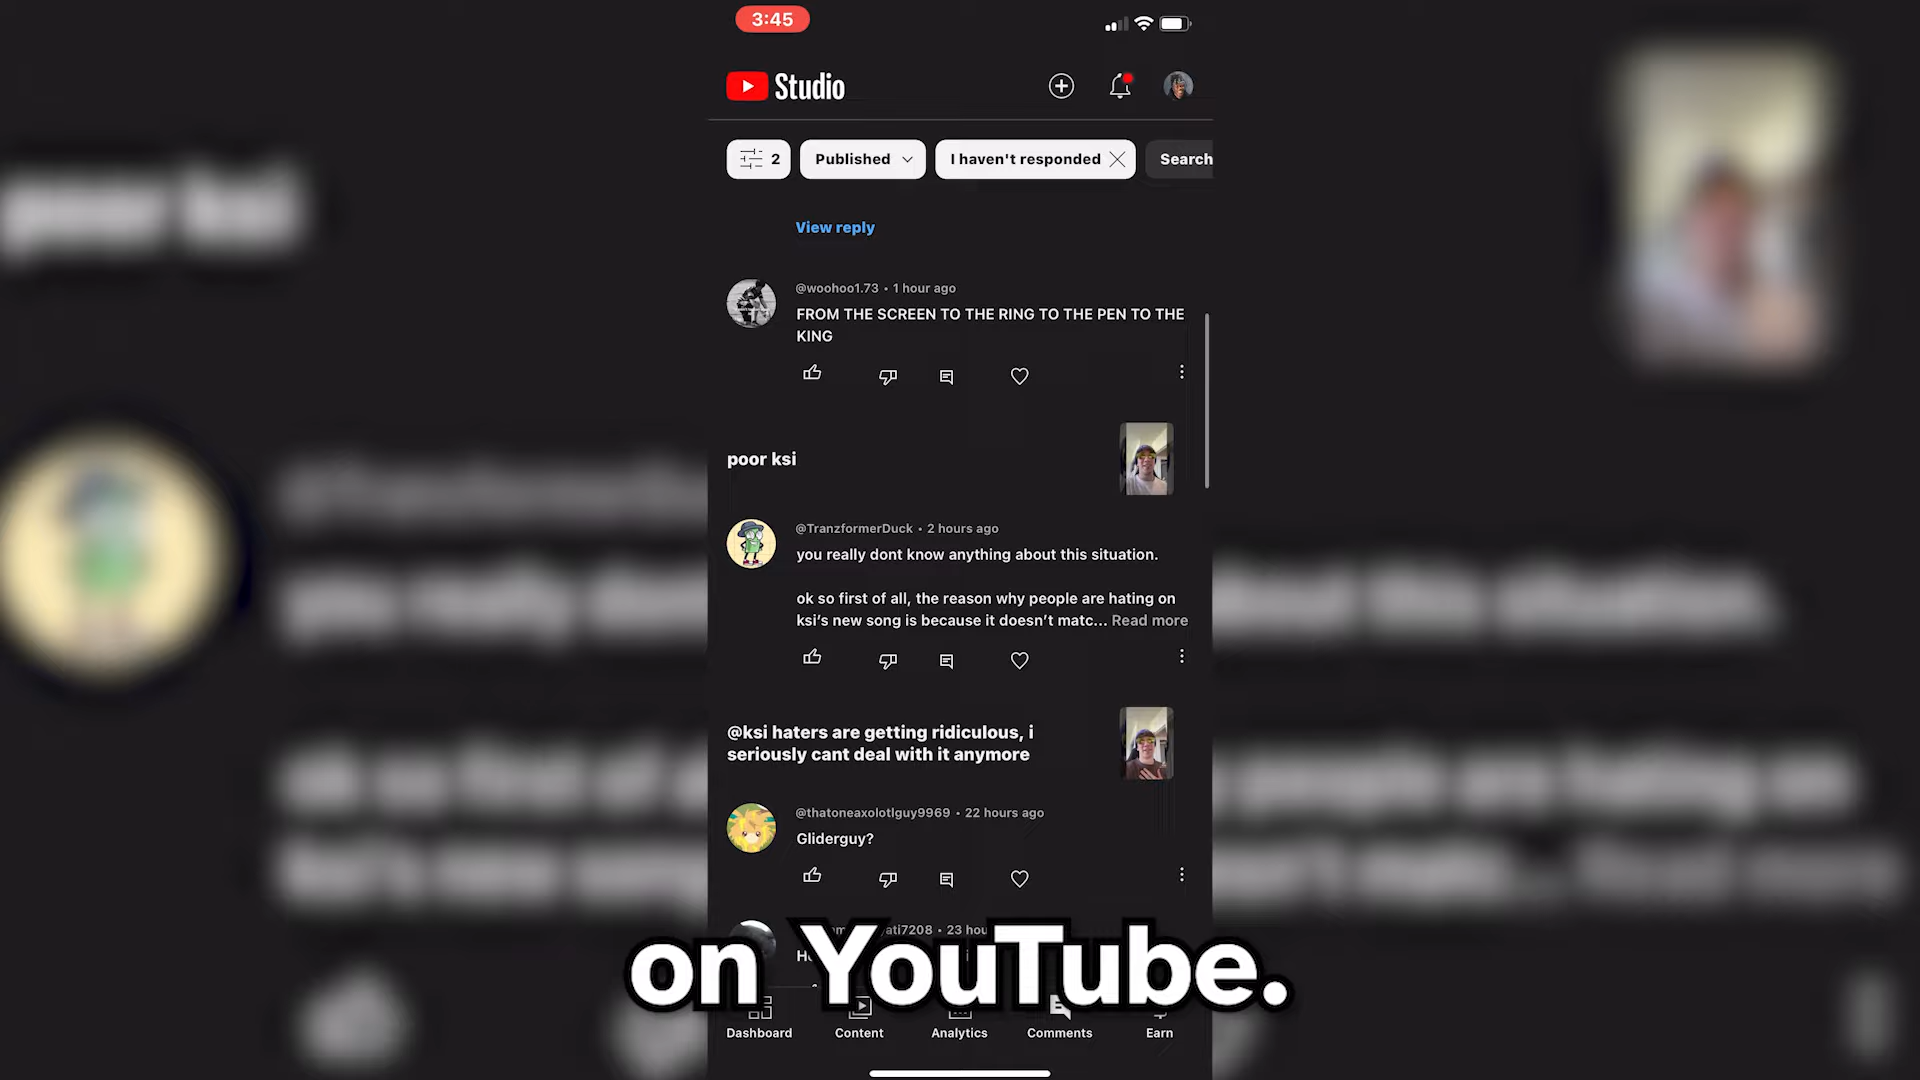 3:45
Studio
2
Published
I haven't responded
Search
View reply
@woohoo1.73 • 1 hour ago
FROM THE SCREEN TO THE RING TO THE PEN TO THE
KING
poor ksi
@TranzformerDuck • 2 hours ago
you really dont know anything about this situation.
ok so first of all, the reason why people are hating on
ksi's new song is because it doesn't matc... Read more
@ksi haters are getting ridiculous, i
seriously cant deal with it anymore
@thatoneaxolotlguy9969 • 22 hours ago
Gliderguy?
ati7208 • 23 hou
on YouTube.
Dashboard
Content
Analytics
Comments
Earn